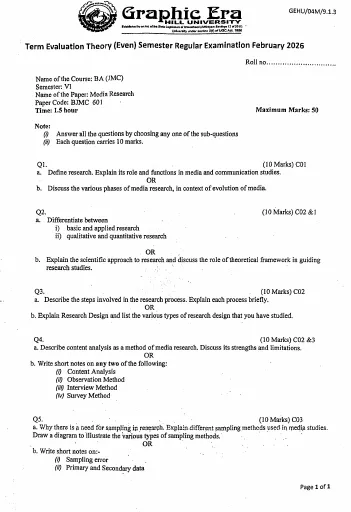 GEHU/04M/9.1.3
Graphic Era
HILL UNIVERSITY
Term Evaluation Theory (Even) Semester Regular Examination February 2026
Roll no..............................
Name of the Course: BA (JMC)
Semester: VI
Name of the Paper: Media Research
Paper Code: BJMC 601
Time: 1.5 hour Maximum Marks: 50
Note:
(i) Answer all the questions by choosing any one of the sub-questions
(ii) Each question carries 10 marks.
Q1. (10 Marks) C01
a. Define research. Explain its role and functions in media and communication studies.
OR
b. Discuss the various phases of media research, in context of evolution of media.
Q2. (10 Marks) C02 &1
a. Differentiate between
i) basic and applied research
ii) qualitative and quantitative research
OR
b. Explain the scientific approach to research and discuss the role of theoretical framework in guiding
research studies.
Q3. (10 Marks) C02
a. Describe the steps involved in the research process. Explain each process briefly.
OR
b. Explain Research Design and list the various types of research design that you have studied.
Q4. (10 Marks) C02 &3
a. Describe content analysis as a method of media research. Discuss its strengths and limitations.
OR
b. Write short notes on any two of the following:
(i) Content Analysis
(ii) Observation Method
(iii) Interview Method
(iv) Survey Method
Q5. (10 Marks) C03
a. Why there is a need for sampling in research. Explain different sampling methods used in media studies.
Draw a diagram to illustrate the various types of sampling methods.
OR
b. Write short notes on:-
(i) Sampling error
(ii) Primary and Secondary data
Page 1 of 1